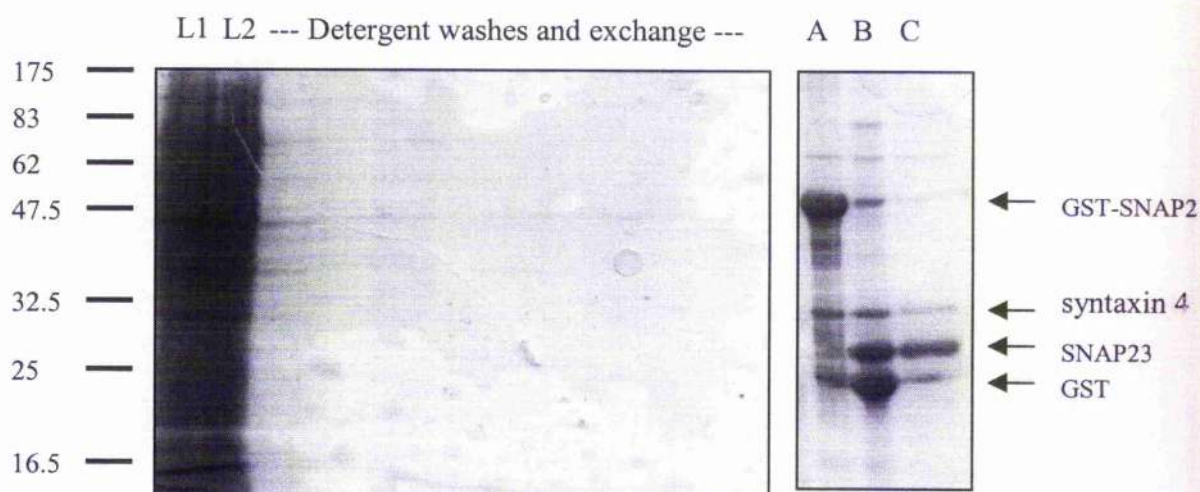 L1 L2 --- Detergent washes and exchange ---
A B C
175
83
62
47.5
32.5
25
16.5
GST-SNAP2
syntaxin 4
SNAP23
GST